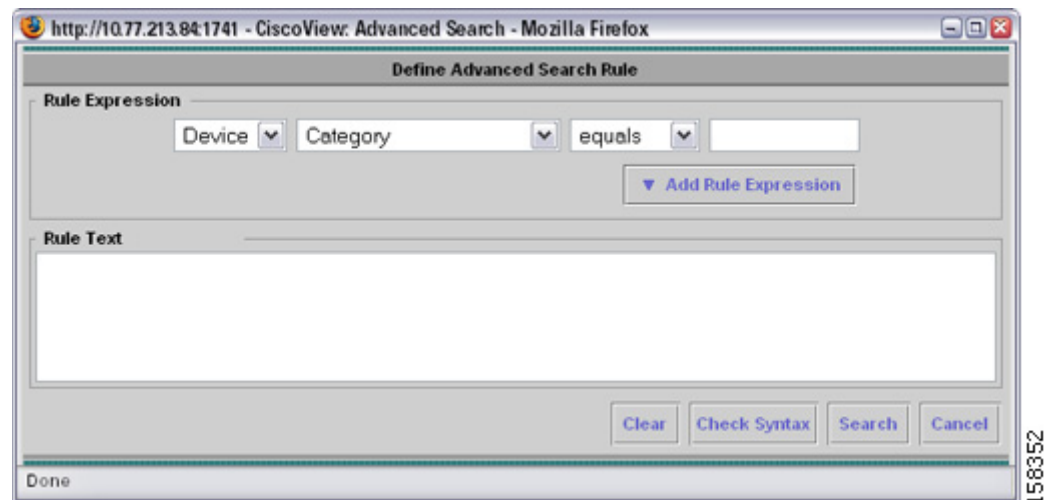 http://10.77.213.84:1741 - CiscoView: Advanced Search - Mozilla Firefox
Define Advanced Search Rule
Rule Expression
Device Category equals
Add Rule Expression
Rule Text
Clear Check Syntax Search Cancel
Done
158352